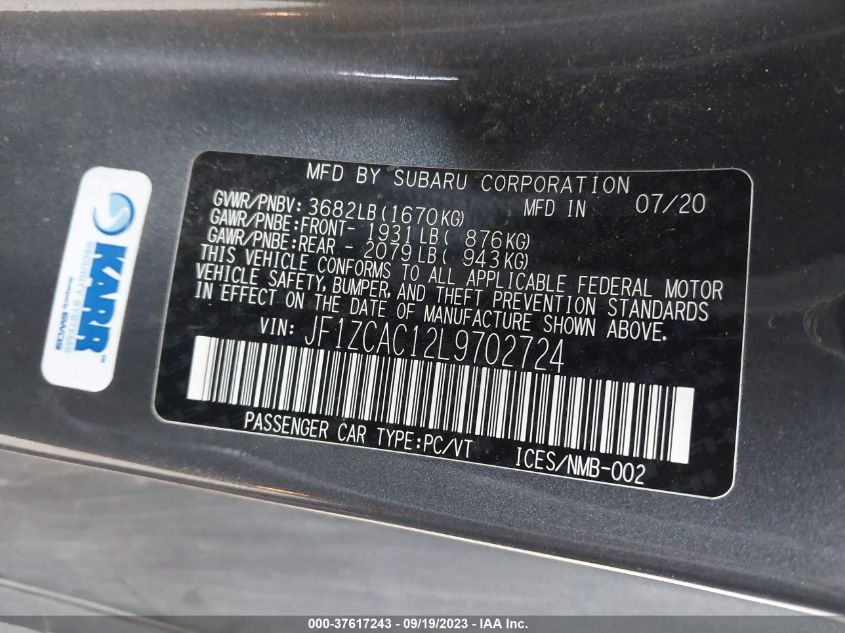 MFD BY SUBARU CORPORATION
GVWR/PNBV: 3682LB(1670KG) MFD IN 07/20
GAWR/PNBE:FRONT- 1931LB( 876KG)
GAWR/PNBE:REAR - 2079LB( 943KG)
THIS VEHICLE CONFORMS TO ALL APPLICABLE FEDERAL MOTOR
VEHICLE SAFETY, BUMPER, AND THEFT PREVENTION STANDARDS
IN EFFECT ON THE DATE OF MANUFACTURE SHOWN ABOVE.
VIN: JF1ZCAC12L9702724
PASSENGER CAR TYPE:PC/VT ICES/NMB-002
KARR
SECURITY SYSTEMS
SWDS
000-37617243 - 09/19/2023 - IAA Inc.